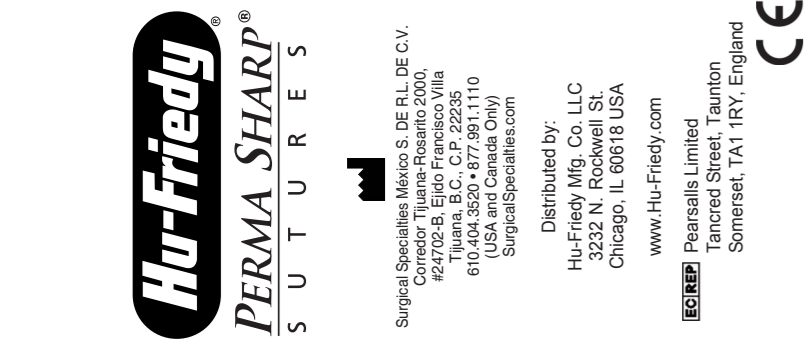 Hu-Friedy®
PERMA SHARP®
SUTURES
Surgical Specialties México S. DE R.L. DE C.V.
Corredor Tijuana-Rosarito 2000,
#24702-B, Ejido Francisco Villa
Tijuana, B.C., C.P. 22235
610.404.3520 • 877.991.1110
(USA and Canada Only)
SurgicalSpecialties.com
Distributed by:
Hu-Friedy Mfg. Co. LLC
3232 N. Rockwell St.
Chicago, IL 60618 USA
www.Hu-Friedy.com
EC REP Pearsalls Limited
Tancred Street, Taunton
Somerset, TA1 1RY, England
CE